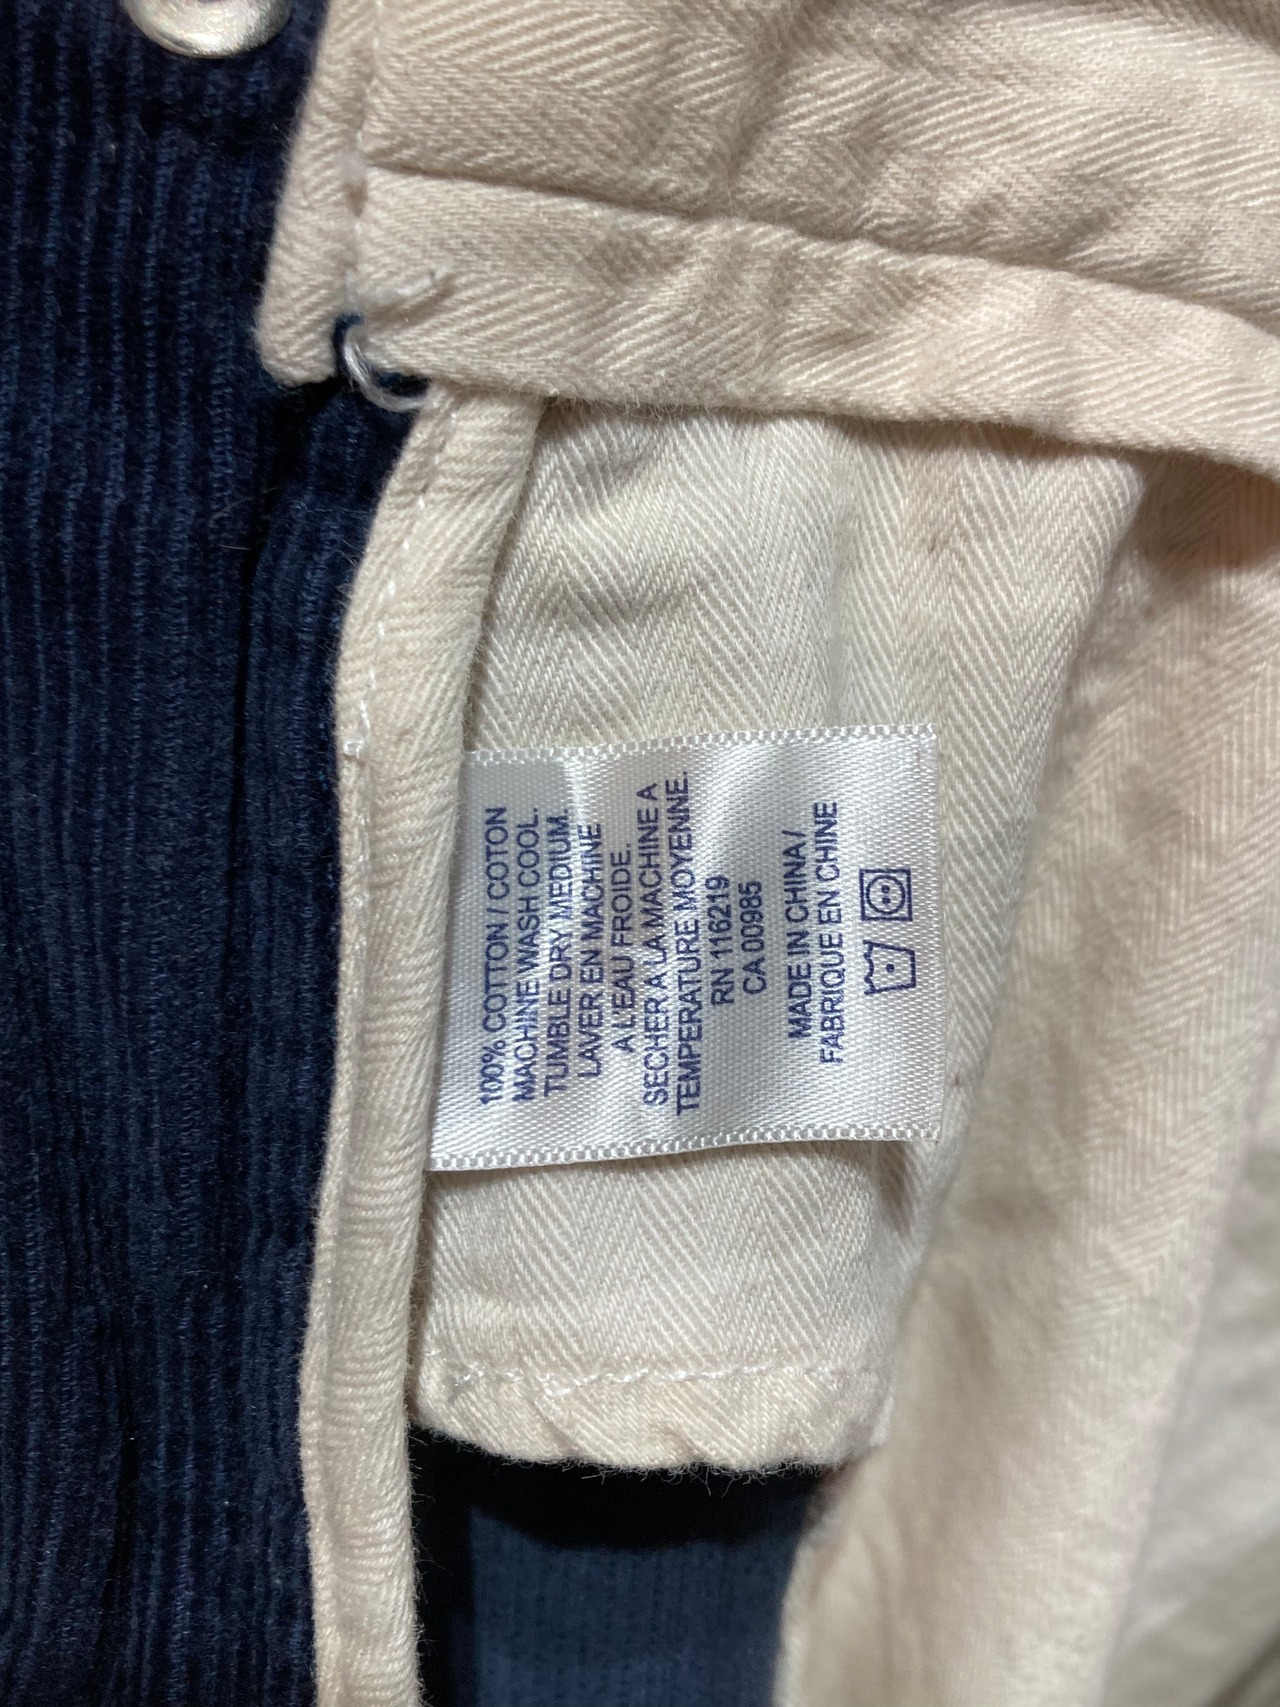 100% COTTON / COTON
MACHINE WASH COOL.
TUMBLE DRY MEDIUM.
LAVER EN MACHINE
A L'EAU FROIDE.
SECHER A LA MACHINE A
TEMPERATURE MOYENNE.
RN 116219
CA 00985
MADE IN CHINA/
FABRIQUE EN CHINE